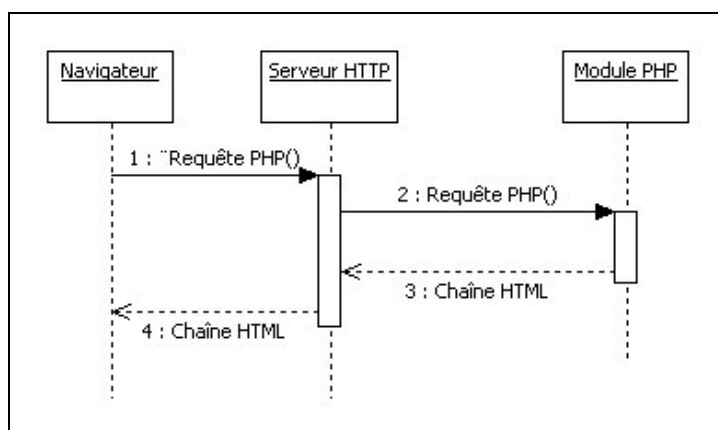 Navigateur
Serveur HTTP
Module PHP
1 : ¨Requête PHP()
2 : Requête PHP()
3 : Chaîne HTML
4 : Chaîne HTML